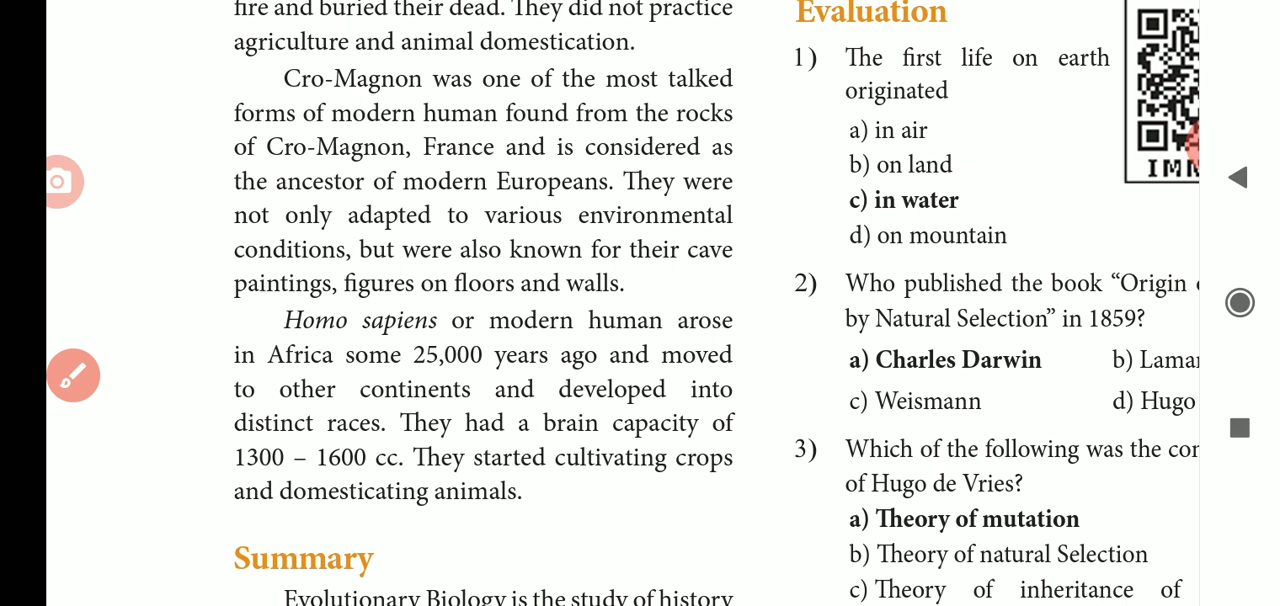 fire and buried their dead. They did not practice
agriculture and animal domestication.
Cro-Magnon was one of the most talked
forms of modern human found from the rocks
of Cro-Magnon, France and is considered as
the ancestor of modern Europeans. They were
not only adapted to various environmental
conditions, but were also known for their cave
paintings, figures on floors and walls.
Homo sapiens or modern human arose
in Africa some 25,000 years ago and moved
to other continents and developed into
distinct races. They had a brain capacity of
1300 – 1600 cc. They started cultivating crops
and domesticating animals.
Summary
Evolutionary Biology is the study of history
Evaluation
1) The first life on earth
originated
a) in air
b) on land
c) in water
d) on mountain
2) Who published the book “Origin
by Natural Selection” in 1859?
a) Charles Darwin b)
c) Weismann d) Hugo
3) Which of the following was the
of Hugo de Vries?
a) Theory of mutation
b) Theory of natural Selection
c) Theory of inheritance of